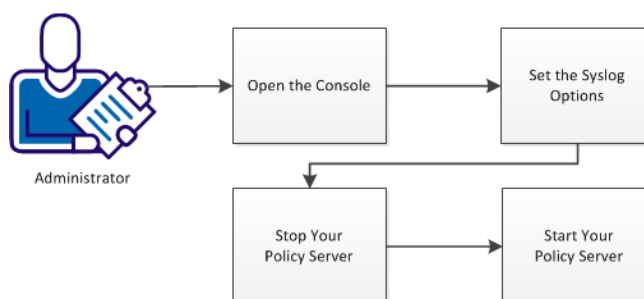 Open the Console
Set the Syslog
Options
Administrator
Stop Your
Policy Server
Start Your
Policy Server